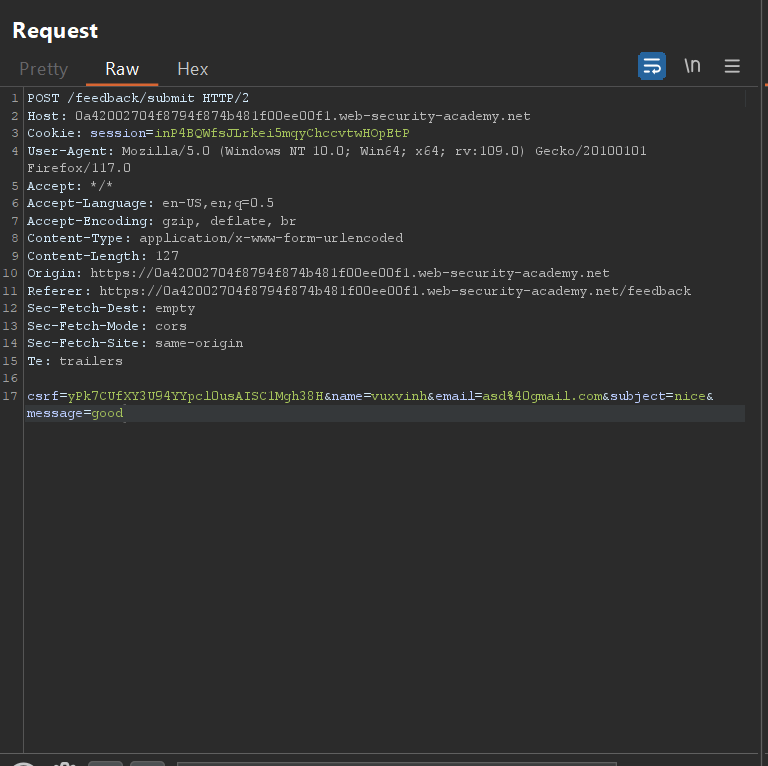 Request
Pretty Raw Hex
\n
1 POST /feedback/submit HTTP/2
2 Host: 0a42002704f8794f874b481f00ee00f1.web-security-academy.net
3 Cookie: session=inP4BQWfsJLrkei5mqyChccvtwHOpEtP
4 User-Agent: Mozilla/5.0 (Windows NT 10.0; Win64; x64; rv:109.0) Gecko/20100101
Firefox/117.0
5 Accept: */*
6 Accept-Language: en-US,en;q=0.5
7 Accept-Encoding: gzip, deflate, br
8 Content-Type: application/x-www-form-urlencoded
9 Content-Length: 127
10 Origin: https://0a42002704f8794f874b481f00ee00f1.web-security-academy.net
11 Referer: https://0a42002704f8794f874b481f00ee00f1.web-security-academy.net/feedback
12 Sec-Fetch-Dest: empty
13 Sec-Fetch-Mode: cors
14 Sec-Fetch-Site: same-origin
15 Te: trailers
16
17 csrf=yPk7CUfXY3U94YYpcl0usAISC1Mgh38H&name=vuxvinh&email=asd%40gmail.com&subject=nice&
message=good